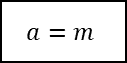 a = m